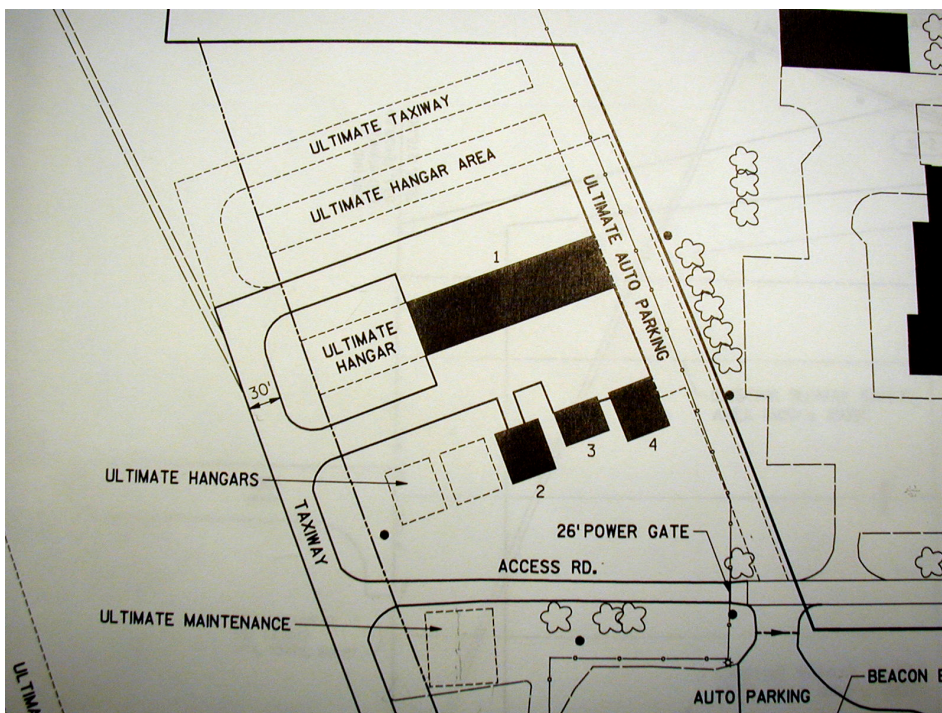 ULTIMATE TAXIWAY
ULTIMATE HANGAR AREA
ULTIMATE AUTO PARKING
1
ULTIMATE
HANGAR
30'
ULTIMATE HANGARS
2
3
4
TAXIWAY
26' POWER GATE
ACCESS RD.
ULTIMATE MAINTENANCE
AUTO PARKING
BEACON